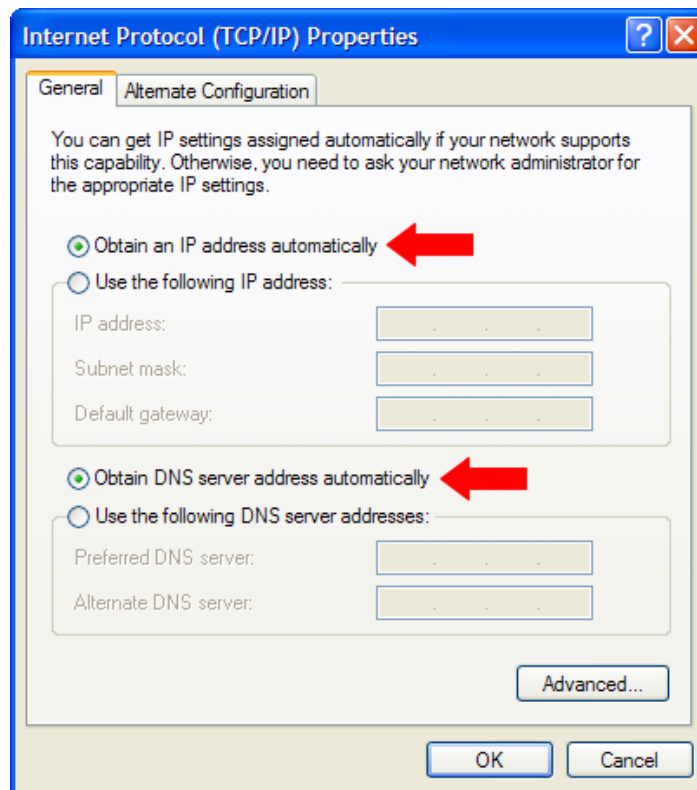 Internet Protocol (TCP/IP) Properties
General
Alternate Configuration
You can get IP settings assigned automatically if your network supports
this capability. Otherwise, you need to ask your network administrator for
the appropriate IP settings.
Obtain an IP address automatically
Use the following IP address:
IP address:
Subnet mask:
Default gateway:
Obtain DNS server address automatically
Use the following DNS server addresses:
Preferred DNS server:
Alternate DNS server:
Advanced...
OK
Cancel